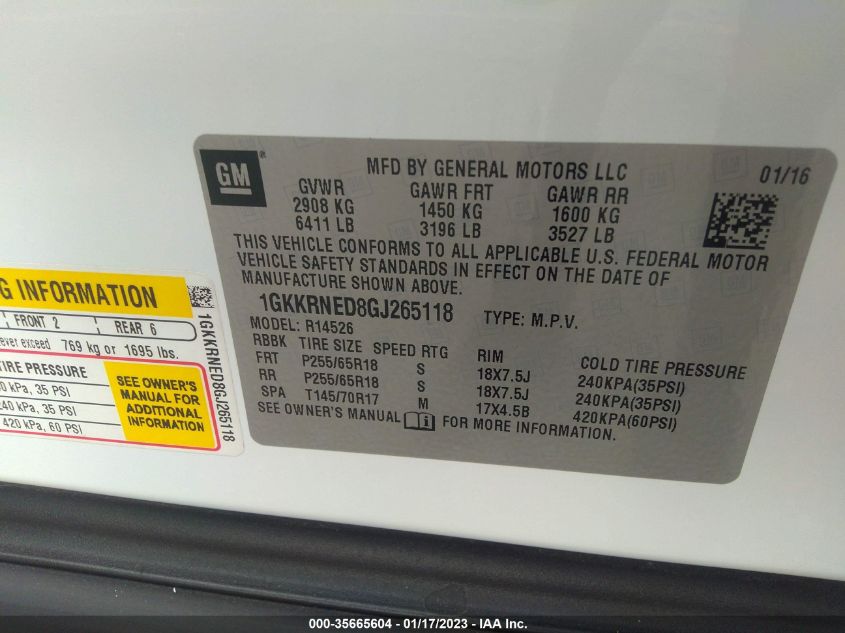 GM®
MFD BY GENERAL MOTORS LLC
01/16
GVWR GAWR FRT GAWR RR
2908 KG 1450 KG 1600 KG
6411 LB 3196 LB 3527 LB
THIS VEHICLE CONFORMS TO ALL APPLICABLE U.S. FEDERAL MOTOR
VEHICLE SAFETY STANDARDS IN EFFECT ON THE DATE OF
MANUFACTURE SHOWN ABOVE.
1GKKRNED8GJ265118 TYPE: M.P.V.
MODEL: R14526
RBBK TIRE SIZE SPEED RTG RIM COLD TIRE PRESSURE
FRT P255/65R18 S 18X7.5J 240KPA(35PSI)
RR P255/65R18 S 18X7.5J 240KPA(35PSI)
SPA T145/70R17 M 17X4.5B 420KPA(60PSI)
SEE OWNER'S MANUAL i FOR MORE INFORMATION.
G INFORMATION
FRONT 2 REAR 6
ever exceed 769 kg or 1695 lbs.
TIRE PRESSURE
0 kPa, 35 PSI
240 kPa, 35 PSI
420 kPa, 60 PSI
SEE OWNER'S
MANUAL FOR
ADDITIONAL
INFORMATION
1GKKRNED8GJ265118
000-35665604 - 01/17/2023 - IAA Inc.